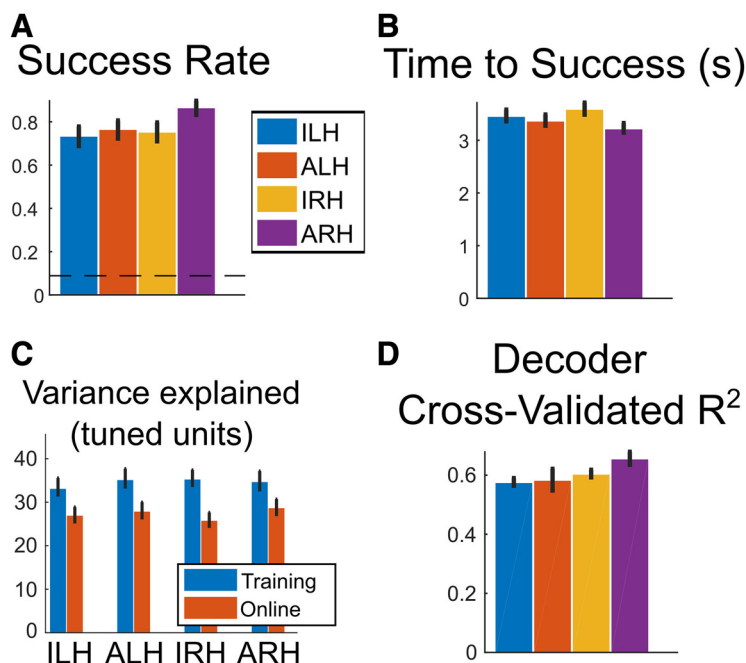 A
Success Rate
0.8
0.6
0.4
0.2
0
ILH
ALH
IRH
ARH
B
Time to Success (s)
3
2
1
0
C
Variance explained
(tuned units)
40
30
20
10
0
Training
Online
ILH ALH IRH ARH
D
Decoder
Cross-Validated R²
0.6
0.4
0.2
0